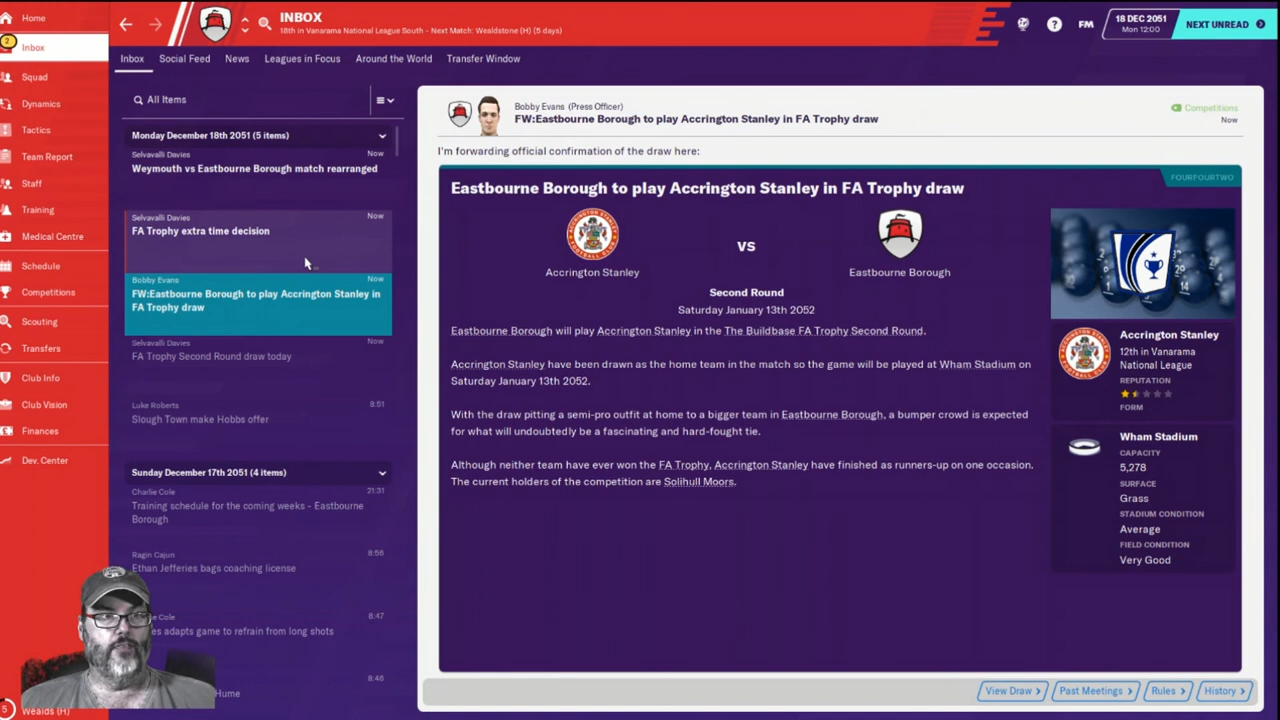 Home
INBOX
18th in Vanarama National League South - Next Match: Wealdstone (H) (5 days)
FM
18 DEC 2051
Mon 12:00
NEXT UNREAD
2
Inbox
Squad
Dynamics
Tactics
Team Report
Staff
Training
Medical Centre
Schedule
Competitions
Scouting
Transfers
Club Info
Club Vision
Finances
Dev. Center
5
Wealds (H)
Inbox Social Feed News Leagues in Focus Around the World Transfer Window
All Items
Monday December 18th 2051 (5 items)
Selvavalli Davies Now
Weymouth vs Eastbourne Borough match rearranged
Selvavalli Davies Now
FA Trophy extra time decision
Bobby Evans Now
FW:Eastbourne Borough to play Accrington Stanley in
FA Trophy draw
Selvavalli Davies Now
FA Trophy Second Round draw today
Luke Roberts 8:51
Slough Town make Hobbs offer
Sunday December 17th 2051 (4 items)
Charlie Cole 21:31
Training schedule for the coming weeks - Eastbourne
Borough
Ragin Cajun 8:56
Ethan Jefferies bags coaching license
Cole 8:47
adapts game to refrain from long shots
8:46
Hume
Bobby Evans (Press Officer)
FW:Eastbourne Borough to play Accrington Stanley in FA Trophy draw
Competitions
Now
I'm forwarding official confirmation of the draw here:
FOURFOURTWO
Eastbourne Borough to play Accrington Stanley in FA Trophy draw
VS
Accrington Stanley Eastbourne Borough
Second Round
Saturday January 13th 2052
Eastbourne Borough will play Accrington Stanley in the The Buildbase FA Trophy Second Round.
Accrington Stanley have been drawn as the home team in the match so the game will be played at Wham Stadium on
Saturday January 13th 2052.
With the draw pitting a semi-pro outfit at home to a bigger team in Eastbourne Borough, a bumper crowd is expected
for what will undoubtedly be a fascinating and hard-fought tie.
Although neither team have ever won the FA Trophy, Accrington Stanley have finished as runners-up on one occasion.
The current holders of the competition are Solihull Moors.
Accrington Stanley
12th in Vanarama
National League
REPUTATION
FORM
Wham Stadium
CAPACITY
5,278
SURFACE
Grass
STADIUM CONDITION
Average
FIELD CONDITION
Very Good
View Draw Past Meetings Rules History